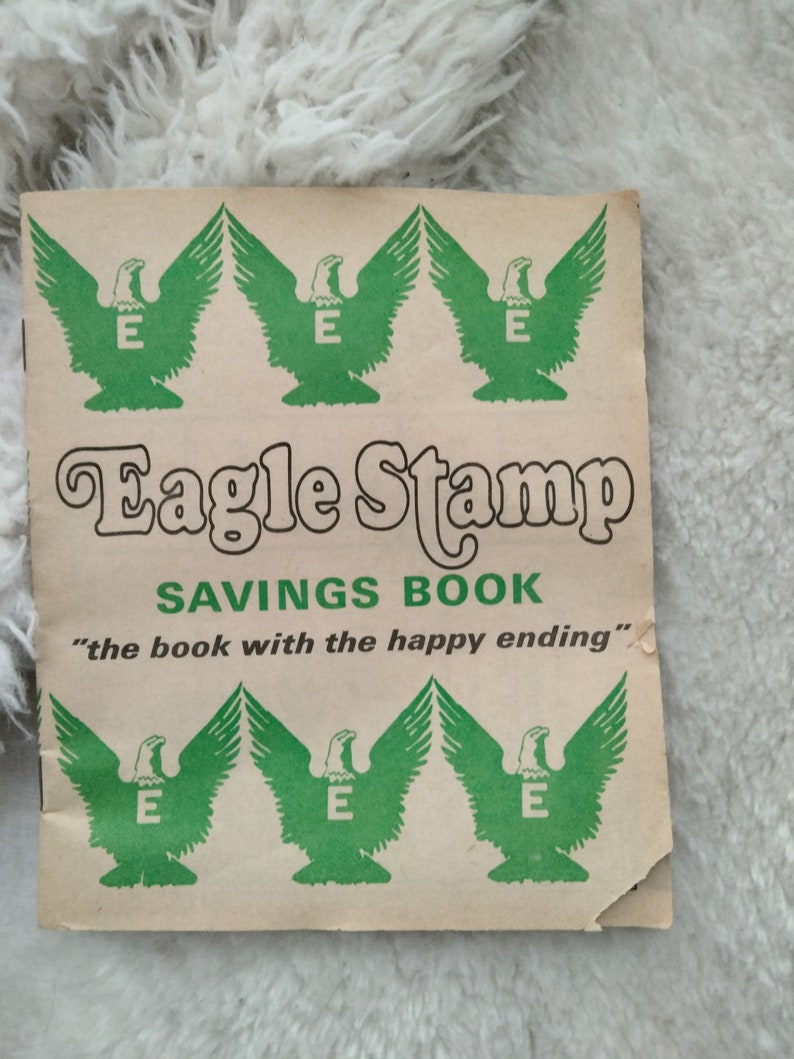 E E E
Eagle Stamp
SAVINGS BOOK
"the book with the happy ending"
E E E